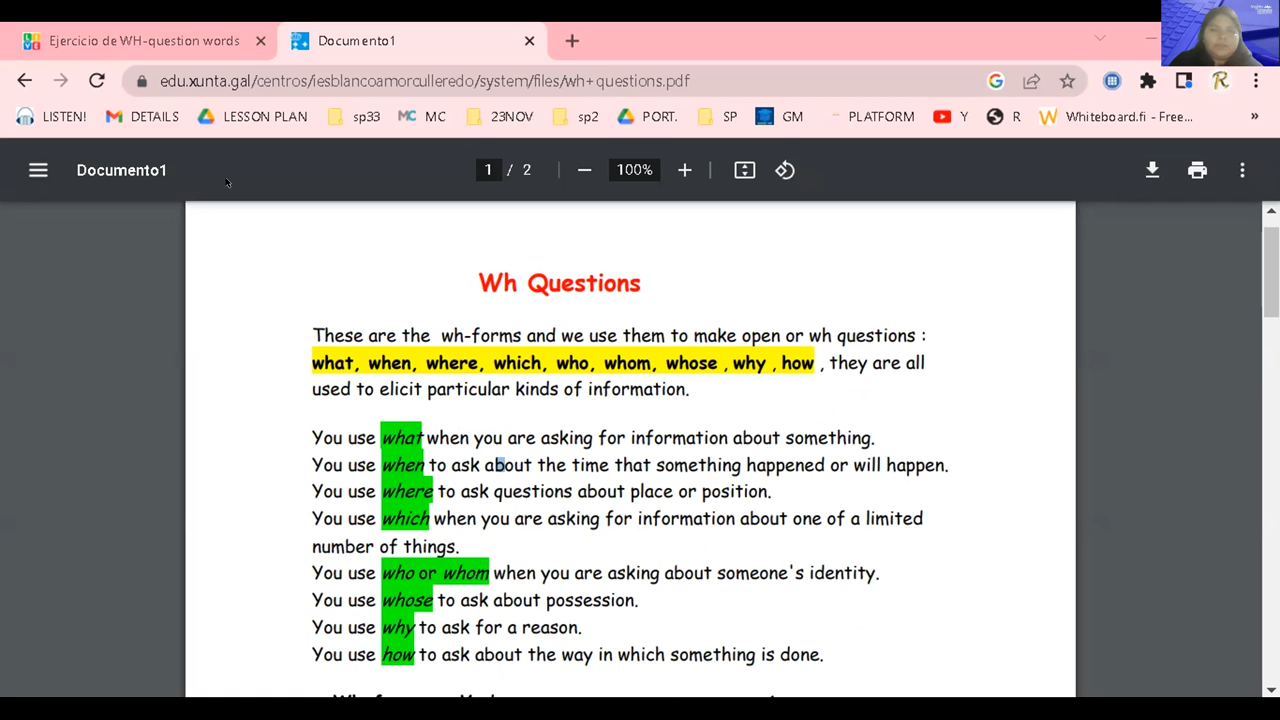 Ejercicio de WH-question words
Documento1
edu.xunta.gal/centros/iesblancoamorculleredo/system/files/wh+questions.pdf
LISTEN! DETAILS LESSON PLAN sp33 MC MC 23NOV sp2 PORT. SP GM PLATFORM Y R Whiteboard.fi - Free... »
Documento1 1 / 2 100%
Wh Questions
These are the wh-forms and we use them to make open or wh questions :
what, when, where, which, who, whom, whose , why , how , they are all
used to elicit particular kinds of information.
You use what when you are asking for information about something.
You use when to ask about the time that something happened or will happen.
You use where to ask questions about place or position.
You use which when you are asking for information about one of a limited
number of things.
You use who or whom when you are asking about someone's identity.
You use whose to ask about possession.
You use why to ask for a reason.
You use how to ask about the way in which something is done.